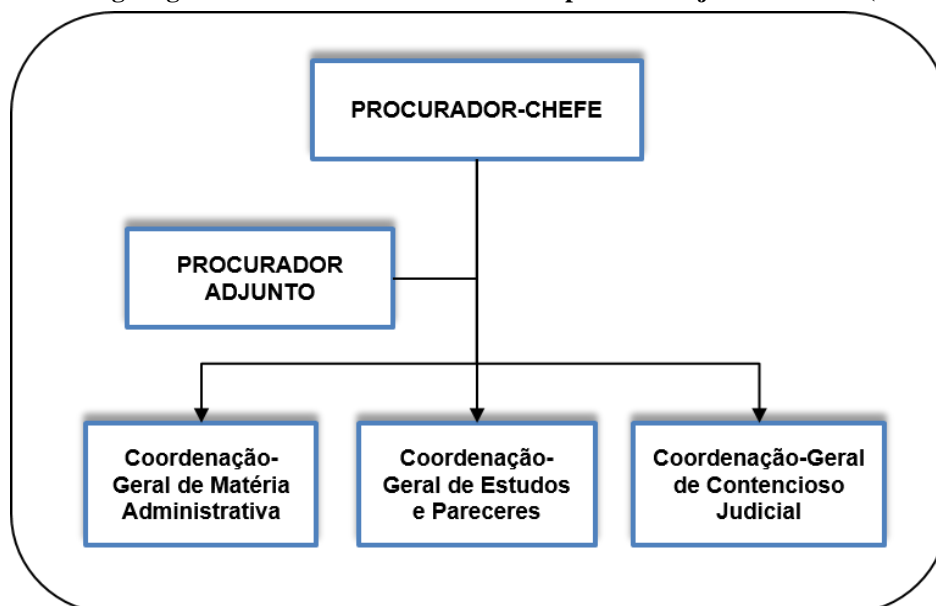 PROCURADOR-CHEFE
PROCURADOR
ADJUNTO
Coordenação-
Geral de Matéria
Administrativa
Coordenação-
Geral de Estudos
e Pareceres
Coordenação-Geral
de Contencioso
Judicial